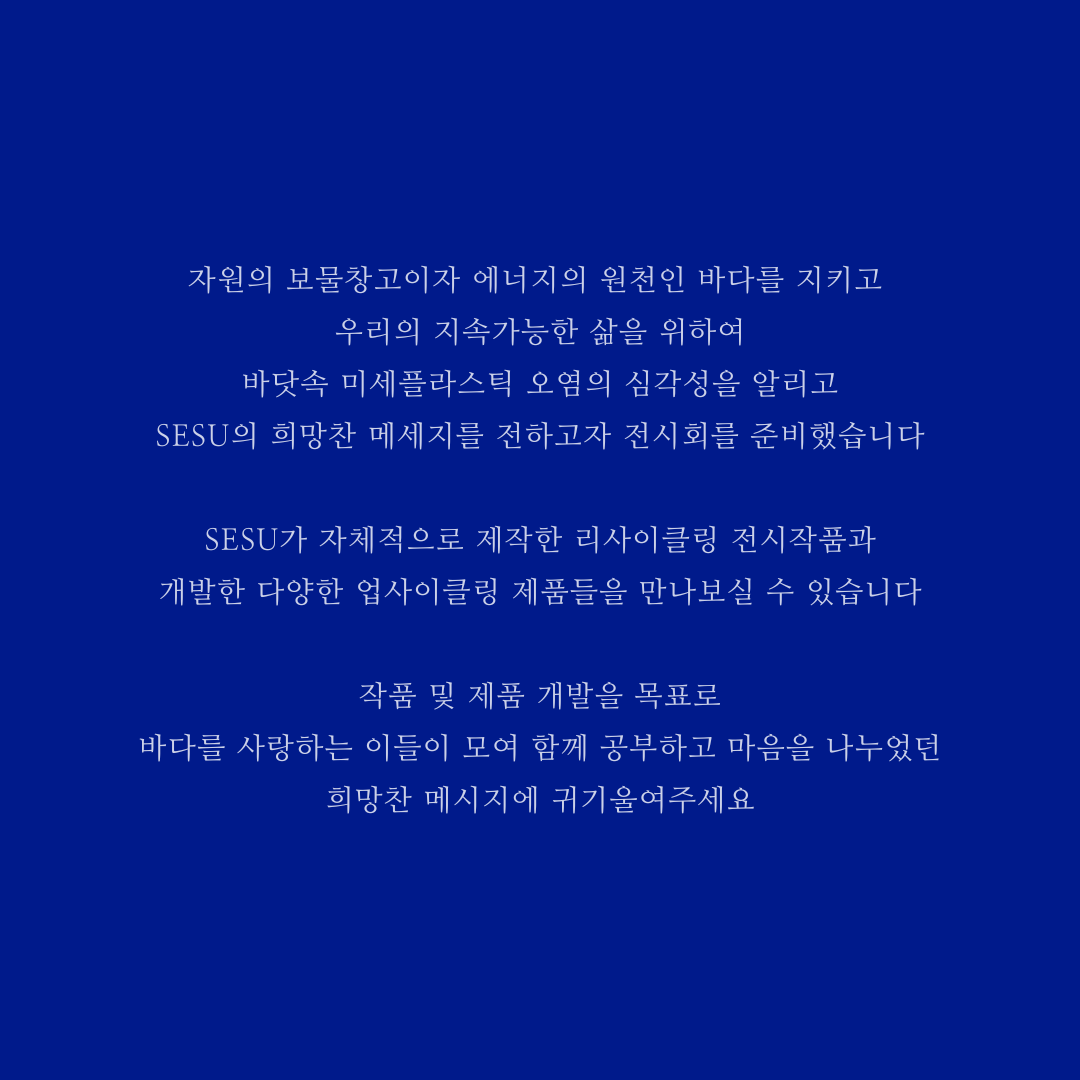 자원의 보물창고이자 에너지의 원천인 바다를 지키고
우리의 지속가능한 삶을 위하여
바닷속 미세플라스틱 오염의 심각성을 알리고
SESU의 희망찬 메세지를 전하고자 전시회를 준비했습니다
SESU가 자체적으로 제작한 리사이클링 전시작품과
개발한 다양한 업사이클링 제품들을 만나보실 수 있습니다
작품 및 제품 개발을 목표로
바다를 사랑하는 이들이 모여 함께 공부하고 마음을 나누었던
희망찬 메시지에 귀기울여주세요